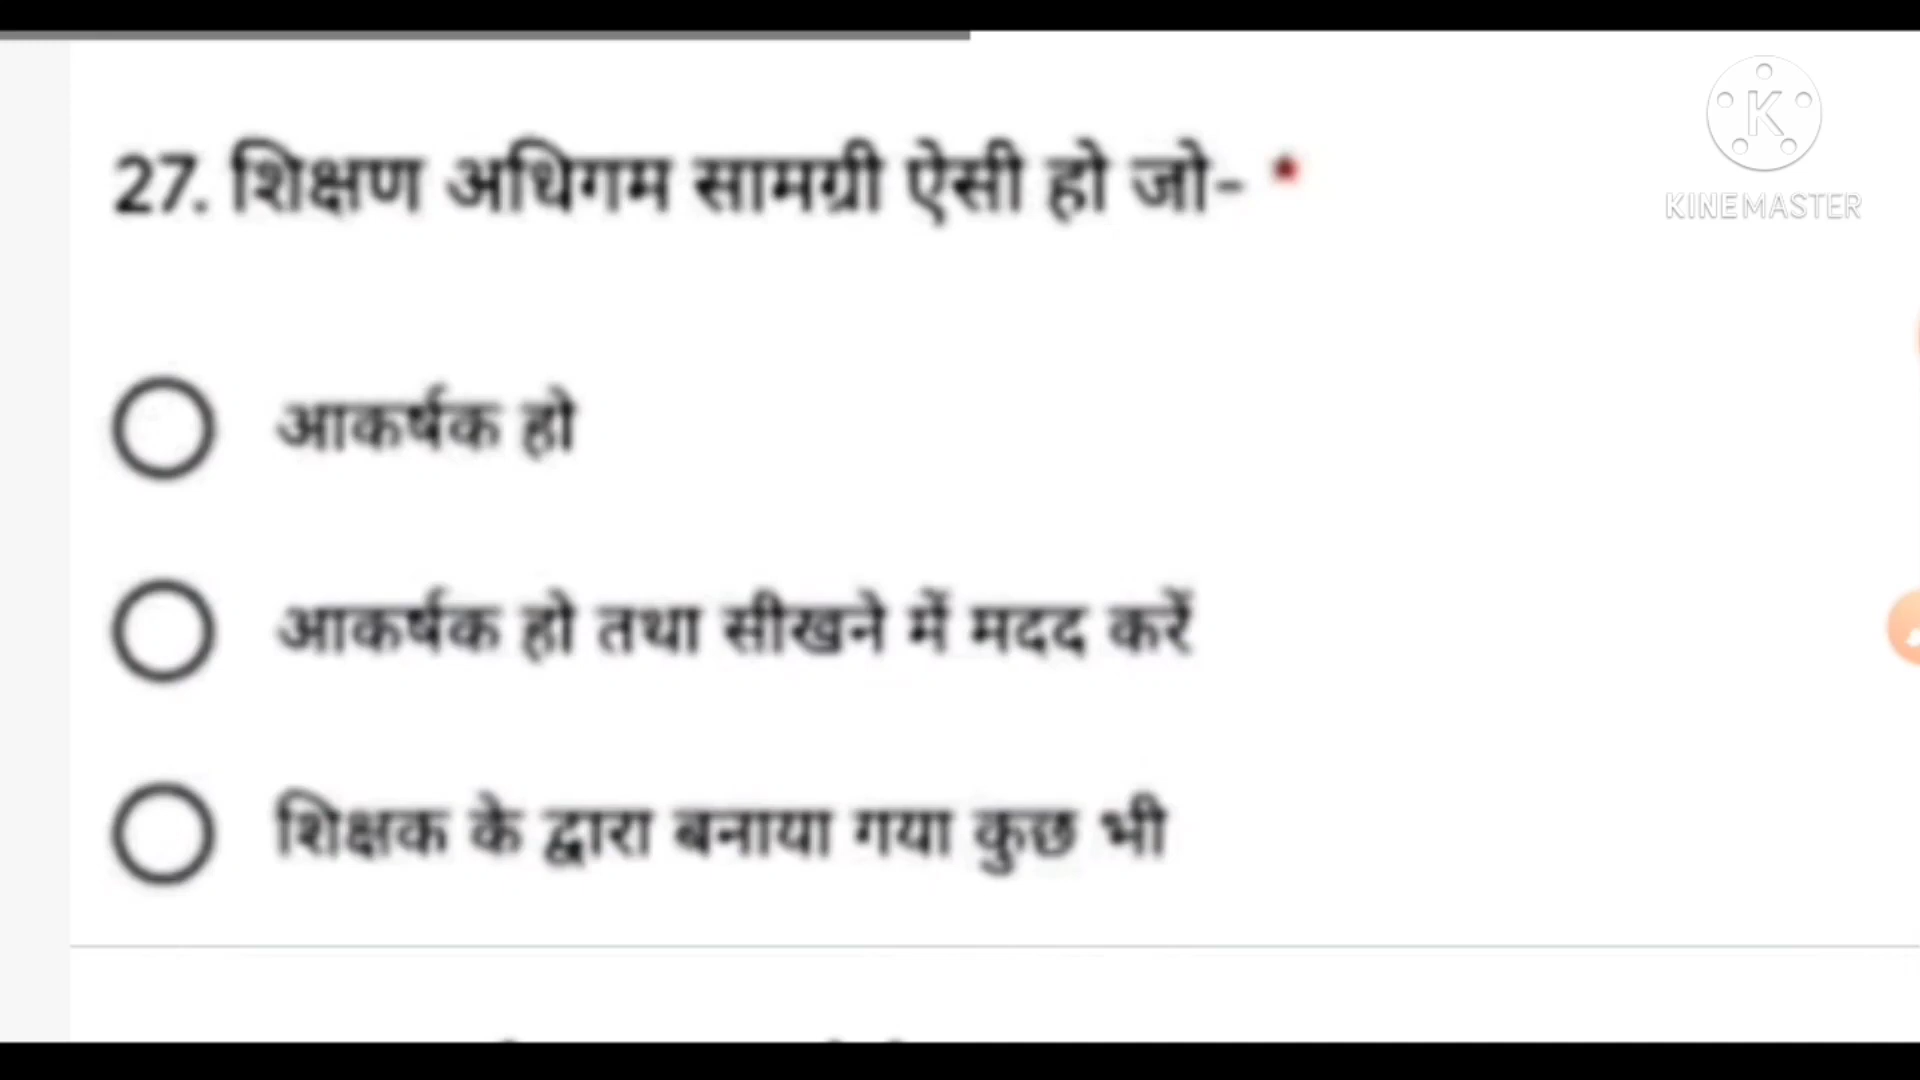 27. शिक्षण अधिगम सामग्री ऐसी हो जो- *
K
KINEMASTER
आकर्षक हो
आकर्षक हो तथा सीखने में मदद करें
शिक्षक के द्वारा बनाया गया कुछ भी